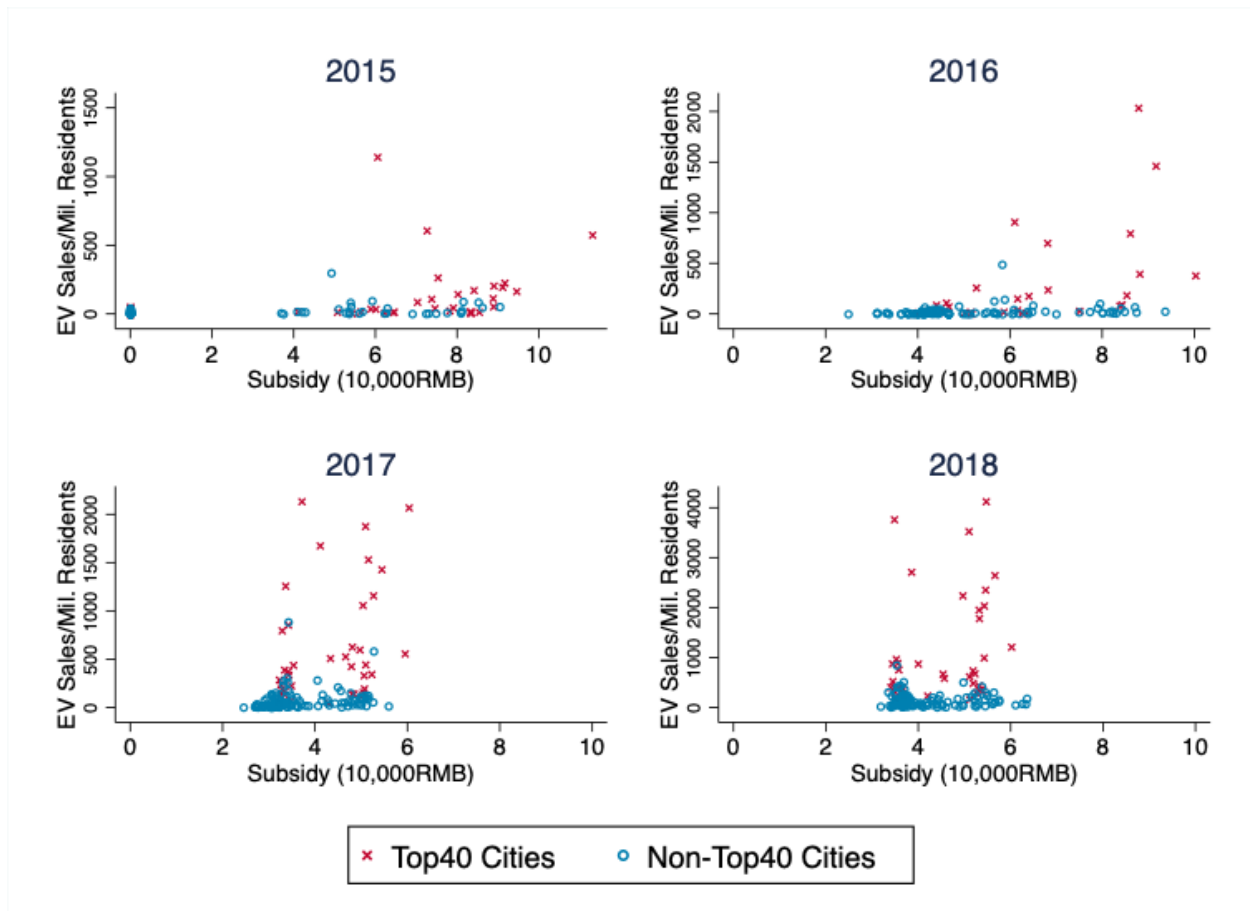 2015
EV Sales/Mil. Residents
1500
1000
500
0
0 2 4 6 8 10
Subsidy (10,000RMB)
2016
EV Sales/Mil. Residents
2000
1500
1000
500
0
0 2 4 6 8 10
Subsidy (10,000RMB)
2017
EV Sales/Mil. Residents
2000
1500
1000
500
0
0 2 4 6 8 10
Subsidy (10,000RMB)
2018
EV Sales/Mil. Residents
4000
3000
2000
1000
0
0 2 4 6 8 10
Subsidy (10,000RMB)
Top40 Cities Non-Top40 Cities